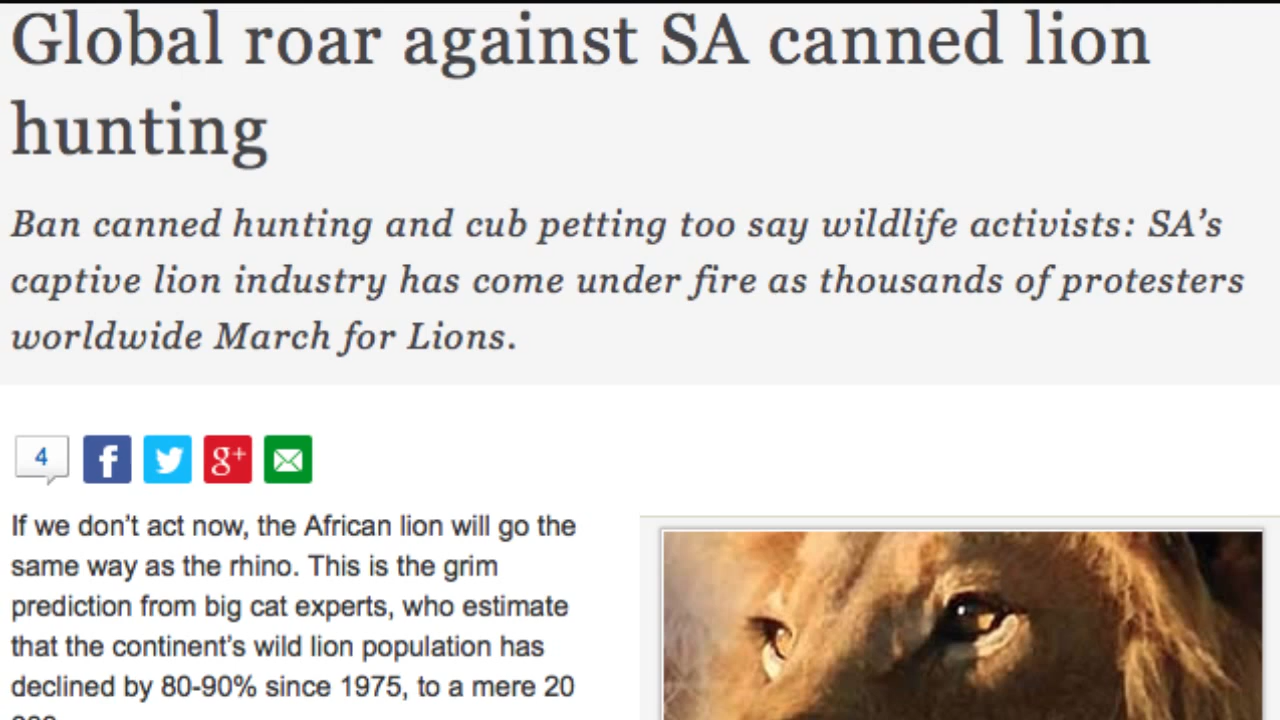 Global roar against SA canned lion
hunting
Ban canned hunting and cub petting too say wildlife activists: SA’s
captive lion industry has come under fire as thousands of protesters
worldwide March for Lions.
4
f
g+
If we don’t act now, the African lion will go the
same way as the rhino. This is the grim
prediction from big cat experts, who estimate
that the continent’s wild lion population has
declined by 80-90% since 1975, to a mere 20